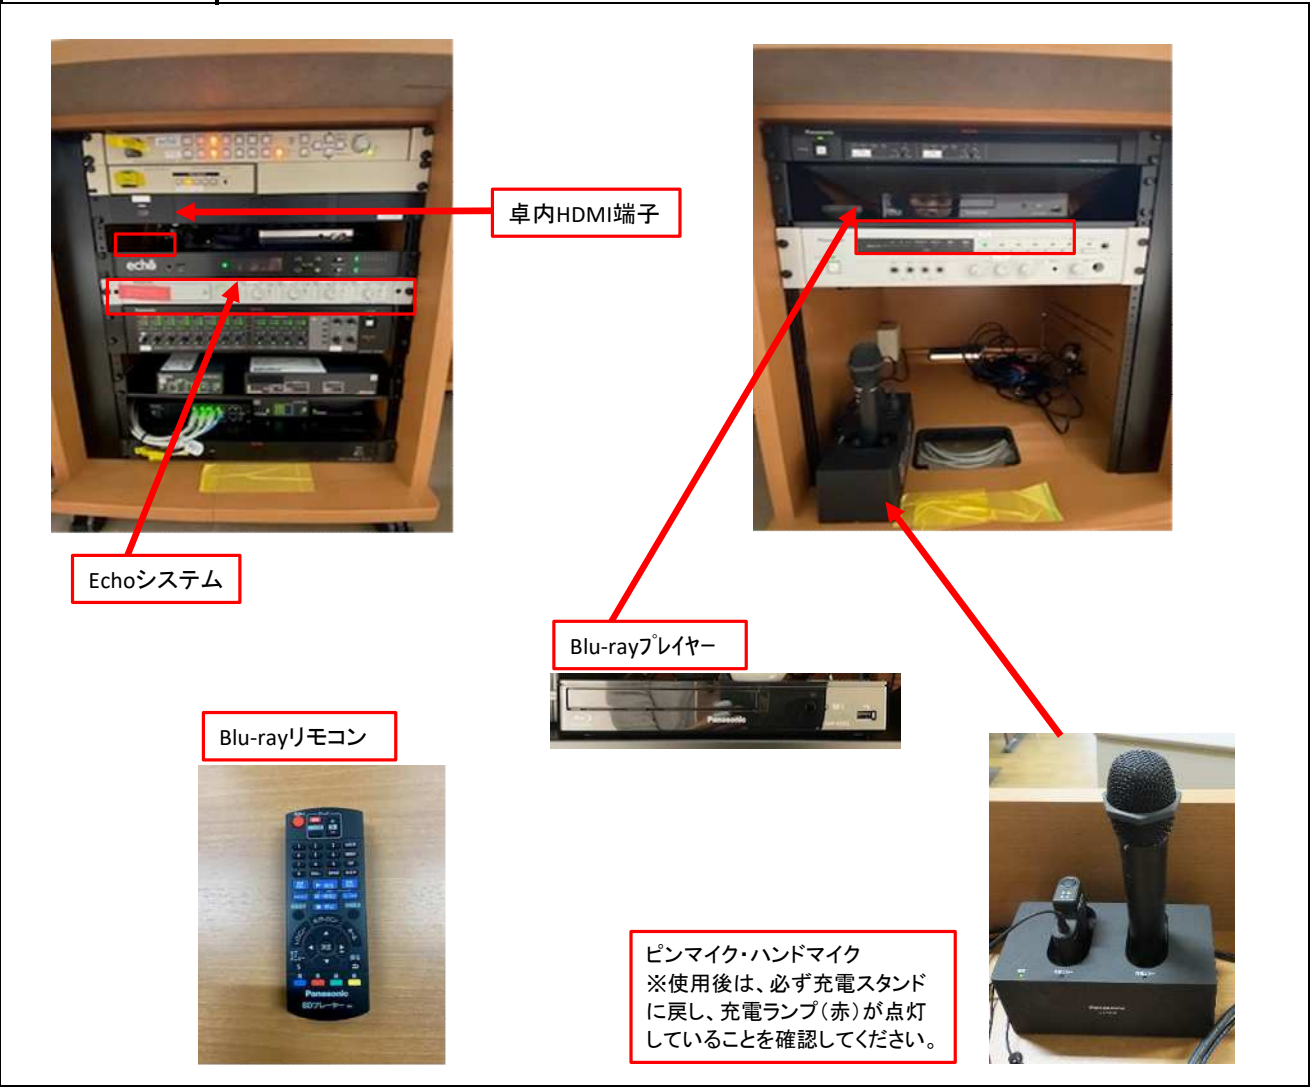 卓内HDMI端子
echo
Panasonic
Echoシステム
Blu-rayプレイヤー
Panasonic
Blu-rayリモコン
Panasonic
BDプレーヤー
ピンマイク・ハンドマイク
※使用後は、必ず充電スタンド
に戻し、充電ランプ（赤）が点灯
していることを確認してください。
Panasonic